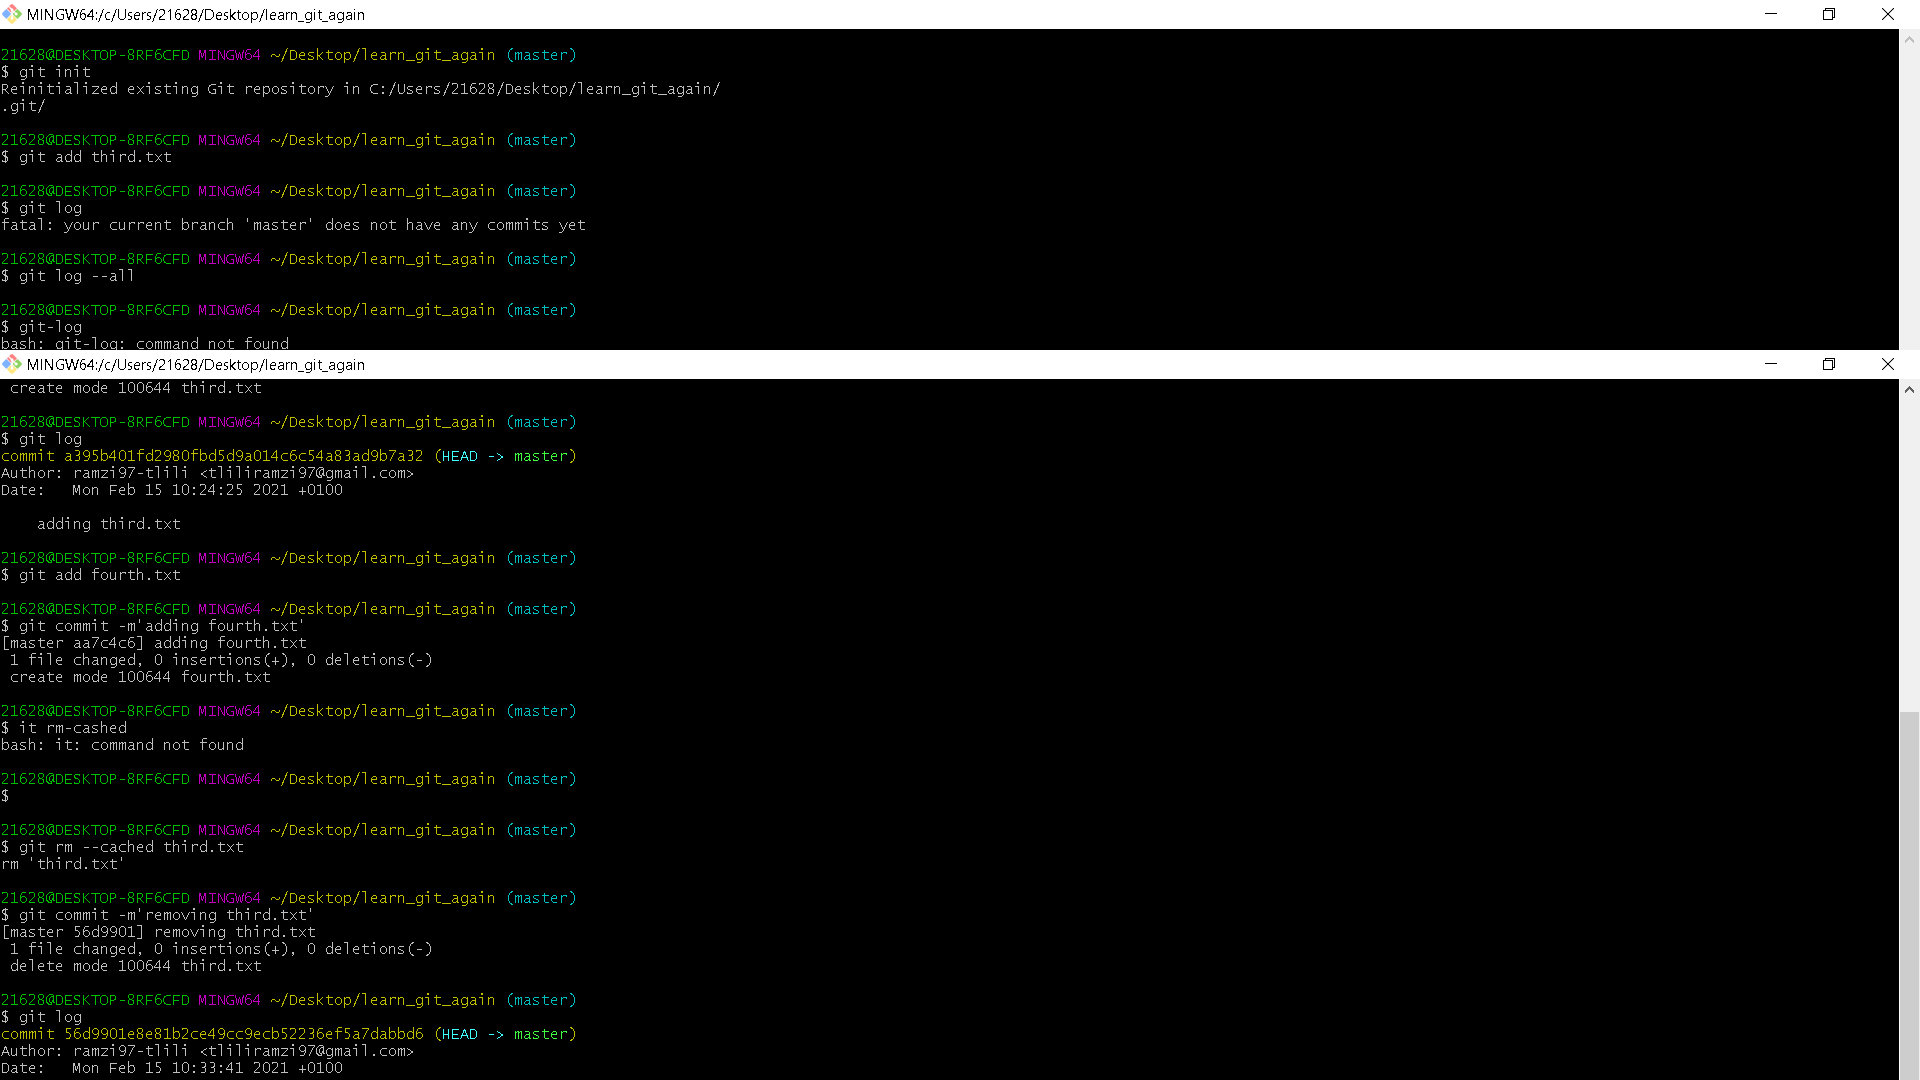 MINGW64:/c/Users/21628/Desktop/learn_git_again
21628@DESKTOP-8RF6CFD MINGW64 ~/Desktop/learn_git_again (master)
$ git init
Reinitialized existing Git repository in C:/Users/21628/Desktop/learn_git_again/
.git/
21628@DESKTOP-8RF6CFD MINGW64 ~/Desktop/learn_git_again (master)
$ git add third.txt
21628@DESKTOP-8RF6CFD MINGW64 ~/Desktop/learn_git_again (master)
$ git log
fatal: your current branch 'master' does not have any commits yet
21628@DESKTOP-8RF6CFD MINGW64 ~/Desktop/learn_git_again (master)
$ git log --all
21628@DESKTOP-8RF6CFD MINGW64 ~/Desktop/learn_git_again (master)
$ git-log
bash: git-log: command not found
MINGW64:/c/Users/21628/Desktop/learn_git_again
create mode 100644 third.txt
21628@DESKTOP-8RF6CFD MINGW64 ~/Desktop/learn_git_again (master)
$ git log
commit a395b401fd2980fbd5d9a014c6c54a83ad9b7a32 (HEAD -> master)
Author: ramzi97-tlili <tliliramzi97@gmail.com>
Date:   Mon Feb 15 10:24:25 2021 +0100
adding third.txt
21628@DESKTOP-8RF6CFD MINGW64 ~/Desktop/learn_git_again (master)
$ git add fourth.txt
21628@DESKTOP-8RF6CFD MINGW64 ~/Desktop/learn_git_again (master)
$ git commit -m'adding fourth.txt'
[master aa7c4c6] adding fourth.txt
1 file changed, 0 insertions(+), 0 deletions(-)
create mode 100644 fourth.txt
21628@DESKTOP-8RF6CFD MINGW64 ~/Desktop/learn_git_again (master)
$ it rm-cashed
bash: it: command not found
21628@DESKTOP-8RF6CFD MINGW64 ~/Desktop/learn_git_again (master)
$
21628@DESKTOP-8RF6CFD MINGW64 ~/Desktop/learn_git_again (master)
$ git rm --cached third.txt
rm 'third.txt'
21628@DESKTOP-8RF6CFD MINGW64 ~/Desktop/learn_git_again (master)
$ git commit -m'removing third.txt'
[master 56d9901] removing third.txt
1 file changed, 0 insertions(+), 0 deletions(-)
delete mode 100644 third.txt
21628@DESKTOP-8RF6CFD MINGW64 ~/Desktop/learn_git_again (master)
$ git log
commit 56d9901e8e81b2ce49cc9ecb52236ef5a7dabbd6 (HEAD -> master)
Author: ramzi97-tlili <tliliramzi97@gmail.com>
Date:   Mon Feb 15 10:33:41 2021 +0100